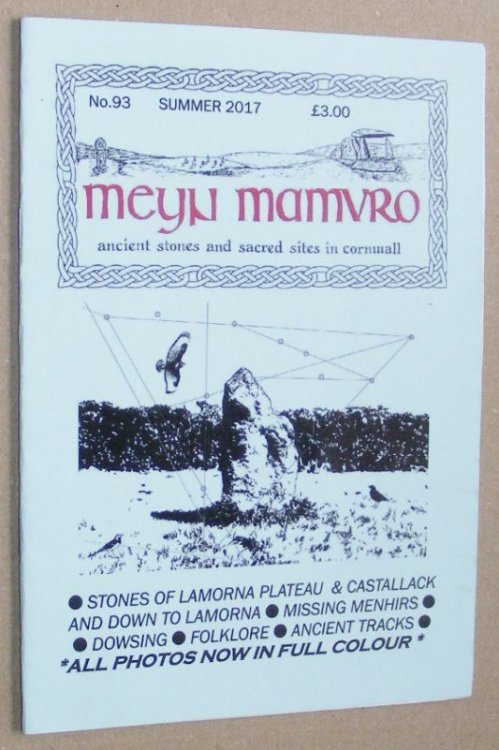 No.93 SUMMER 2017 £3.00
meyn mamvro
ancient stones and sacred sites in cornwall
● STONES OF LAMORNA PLATEAU & CASTALLACK
AND DOWN TO LAMORNA ● MISSING MENHIRS ●
● DOWSING ● FOLKLORE ● ANCIENT TRACKS ●
*ALL PHOTOS NOW IN FULL COLOUR *